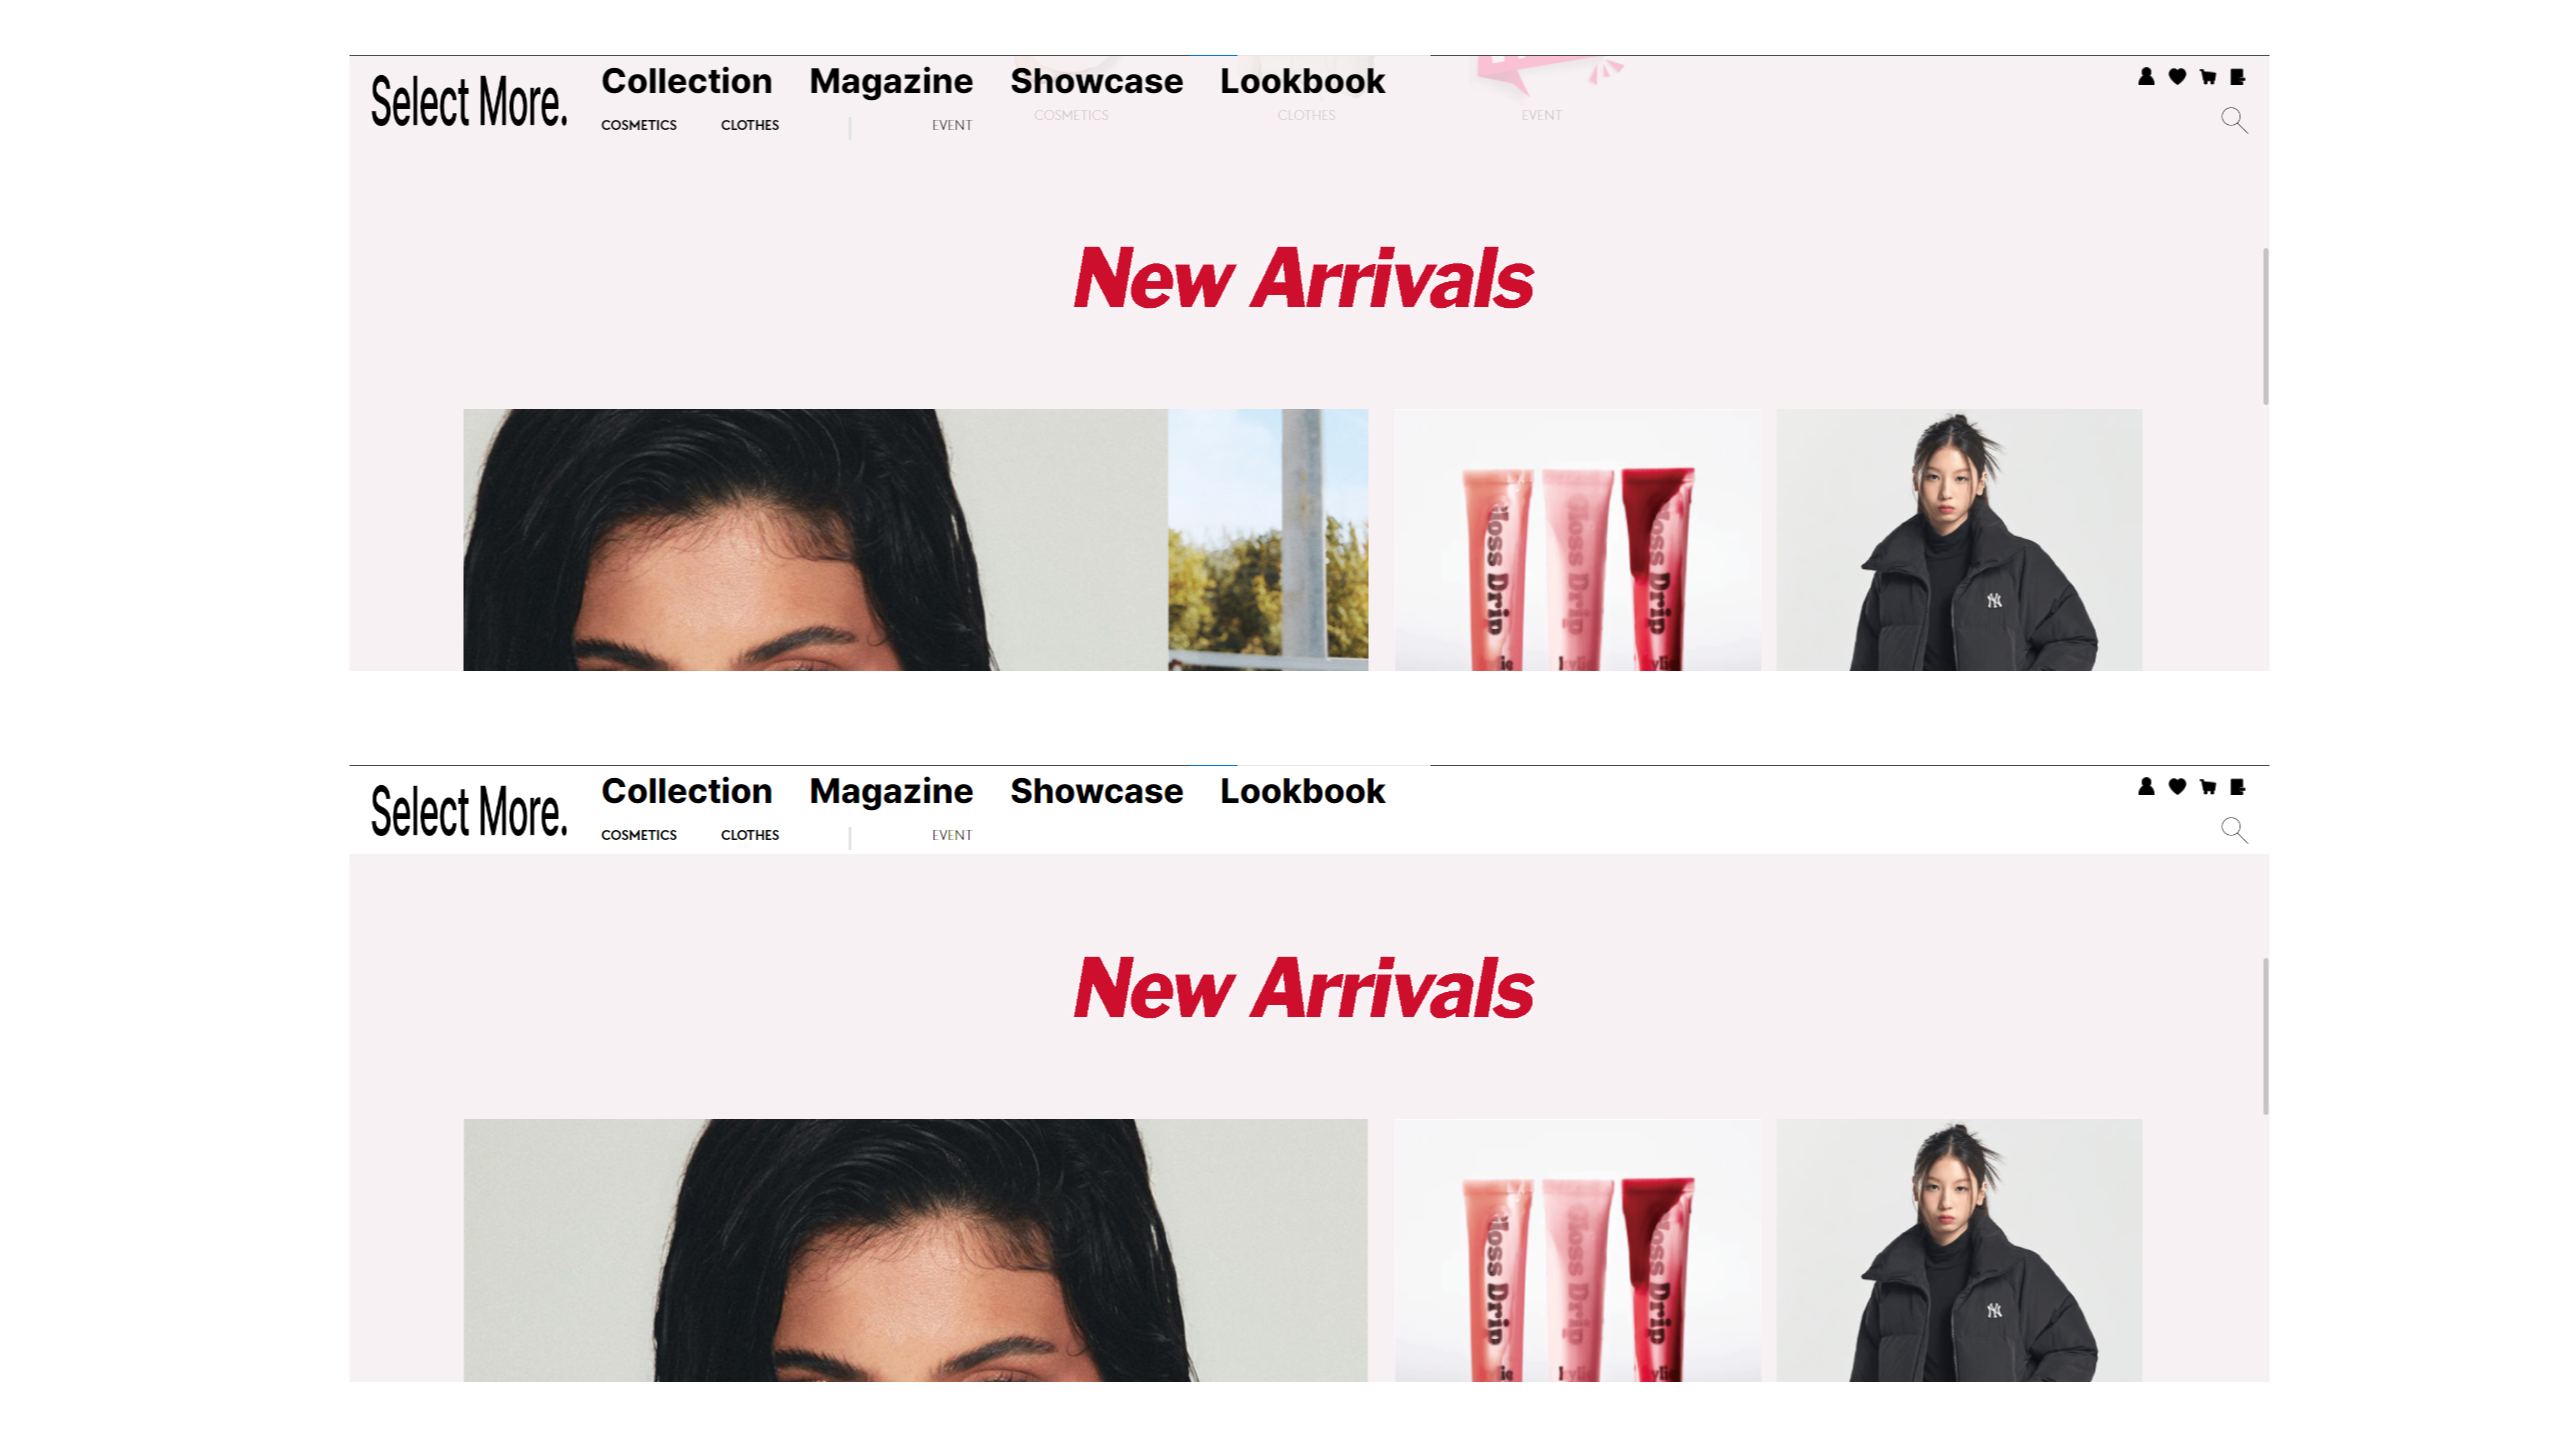 Select More.
Collection Magazine Showcase Lookbook
COSMETICS CLOTHES EVENT
COSMETICS CLOTHES EVENT
New Arrivals
Gloss Drip Gloss Drip Gloss Drip
NY
Select More.
Collection Magazine Showcase Lookbook
COSMETICS CLOTHES EVENT
New Arrivals
Gloss Drip Gloss Drip Gloss Drip
NY